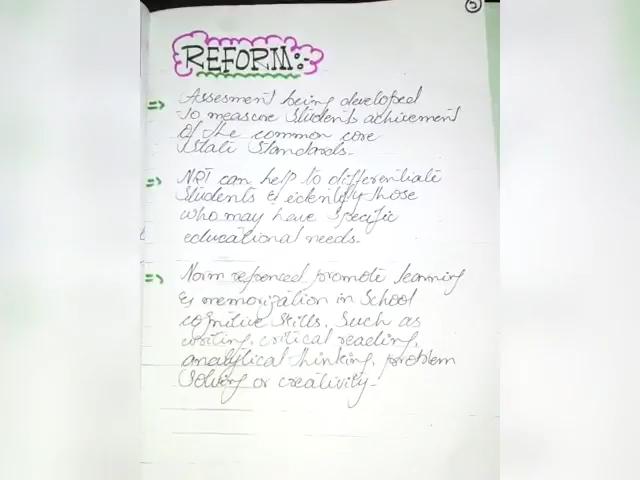 REFORM:-
⇒ Assesment being developed
to measure students achicement
of the common core
state standards.
⇒ NRT can help to differentiate
students & identify those
who may have specific
educational needs.
⇒ Norm refrenced promote learning
& memorization in school
cognitive skills, such as
writing, critical reading,
analytical thinking, problem
solving or creativity.